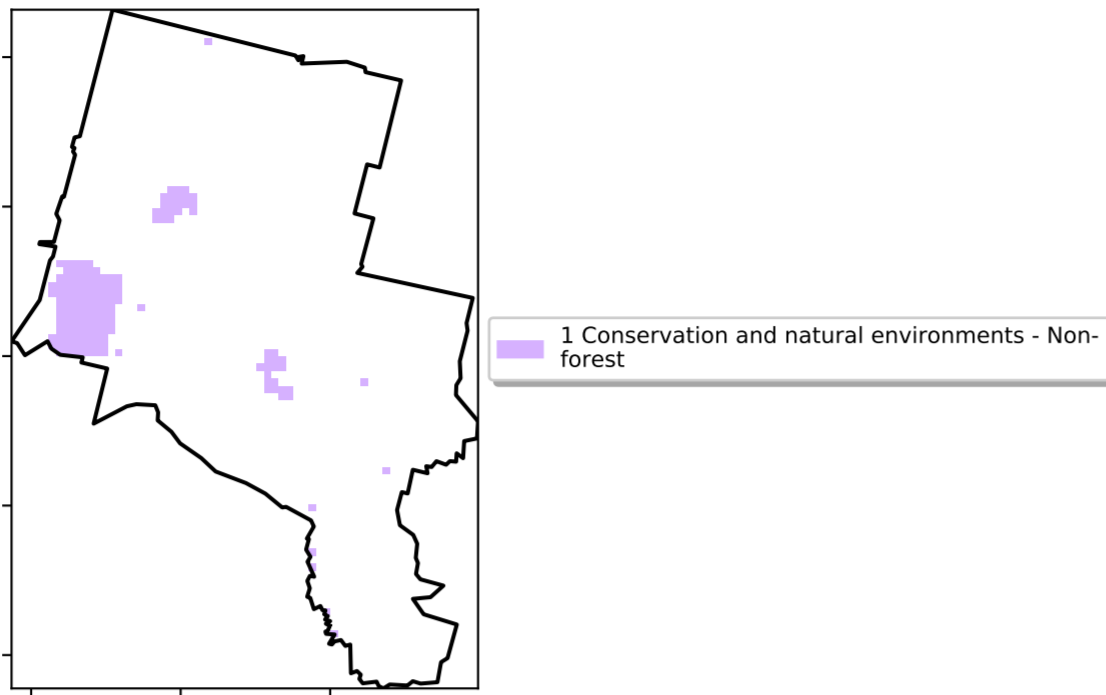 1 Conservation and natural environments - Non-
forest